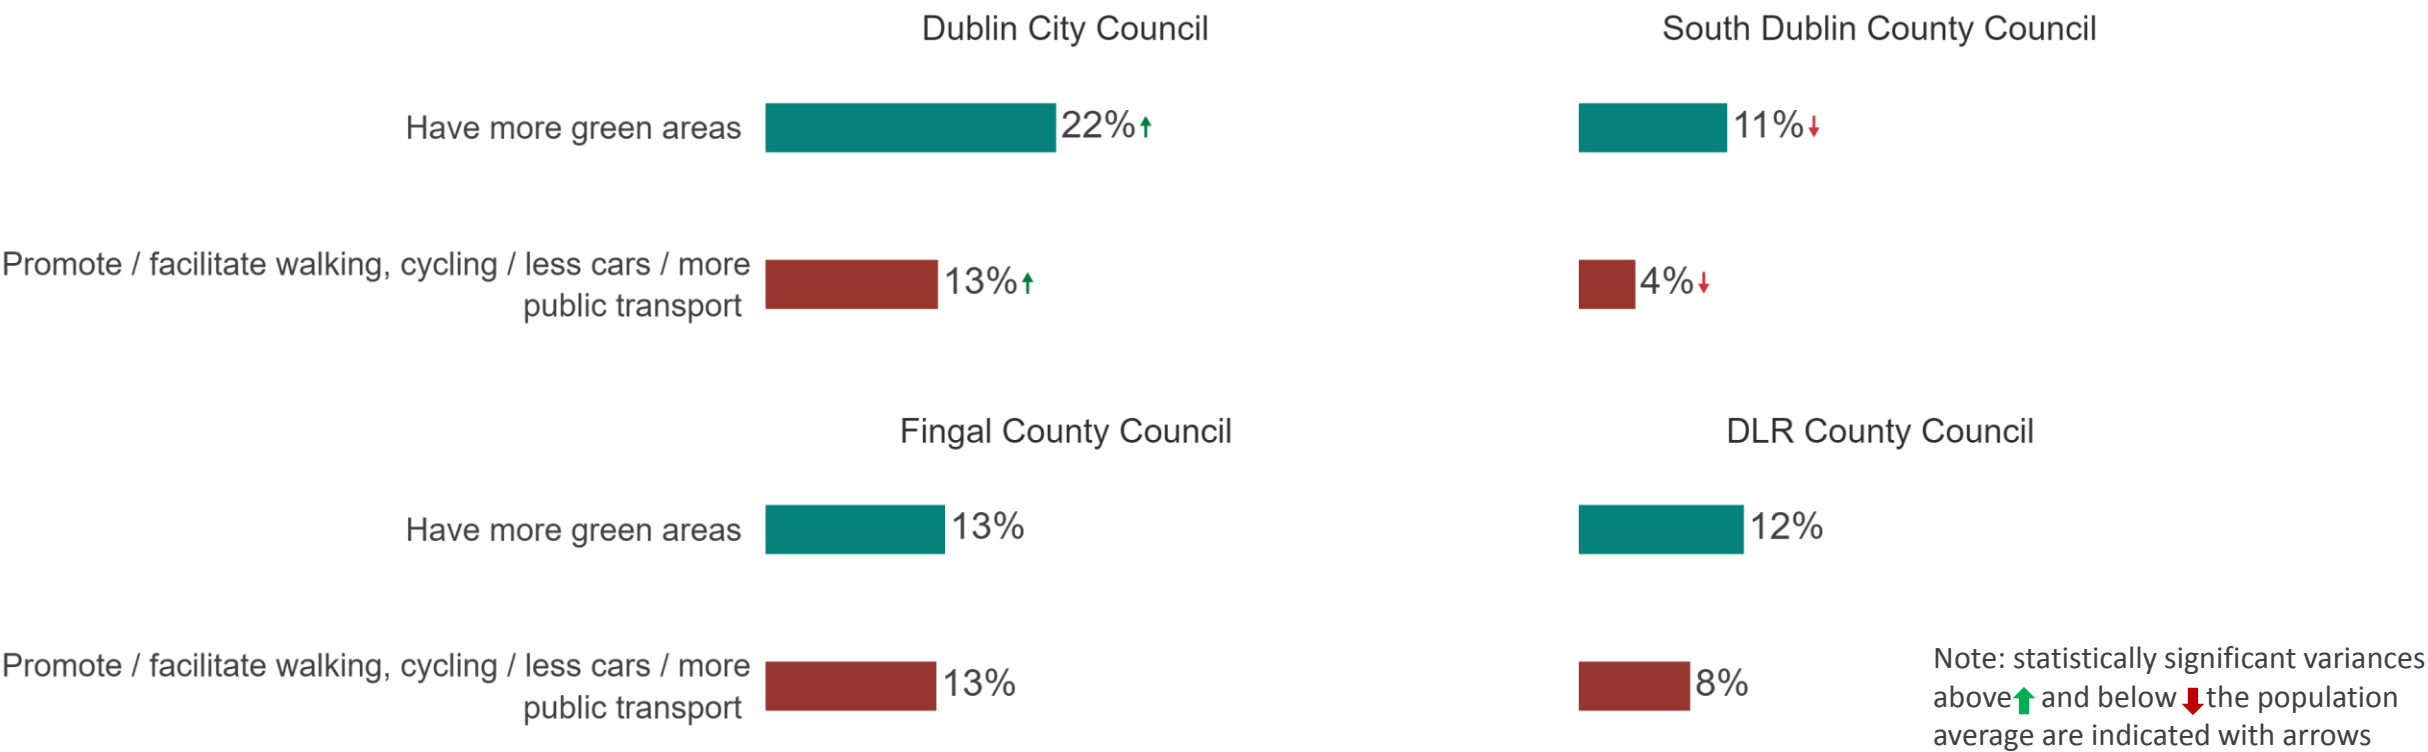 Dublin City Council
South Dublin County Council
Have more green areas
22%
11%
Promote / facilitate walking, cycling / less cars / more
public transport
13%
4%
Fingal County Council
DLR County Council
Have more green areas
13%
12%
Promote / facilitate walking, cycling / less cars / more
public transport
13%
8%
Note: statistically significant variances
above and below the population
average are indicated with arrows